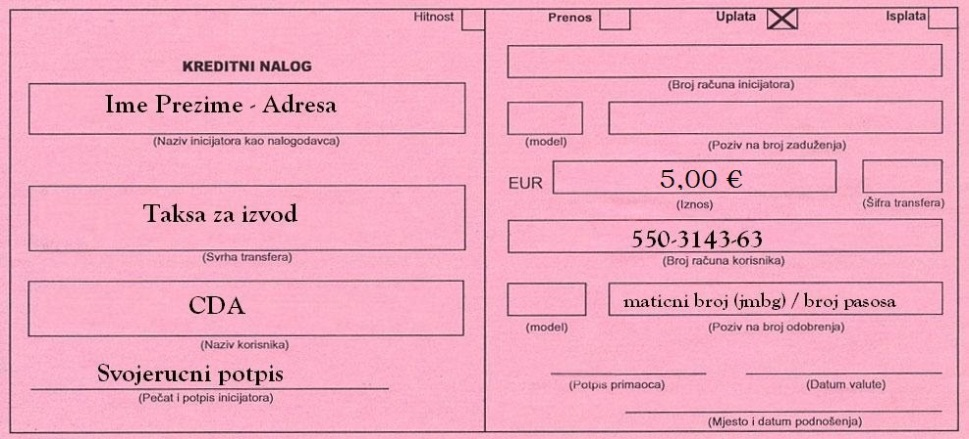 Hitnost
KREDITNI NALOG
Ime Prezime - Adresa
(Naziv inicijatora kao nalogodavca)
Taksa za izvod
(Svrha transfera)
CDA
(Naziv korisnika)
Svojerucni potpis
(Pečat i potpis inicijatora)
Prenos Uplata Isplata
(Broj računa inicijatora)
(model) (Poziv na broj zaduženja)
EUR 5,00 €
(Iznos) (Šifra transfera)
550-3143-63
(Broj računa korisnika)
maticni broj (jmbg) / broj pasosa
(model) (Poziv na broj odobrenja)
(Potpis primaoca) (Datum valute)
(Mjesto i datum podnošenja)